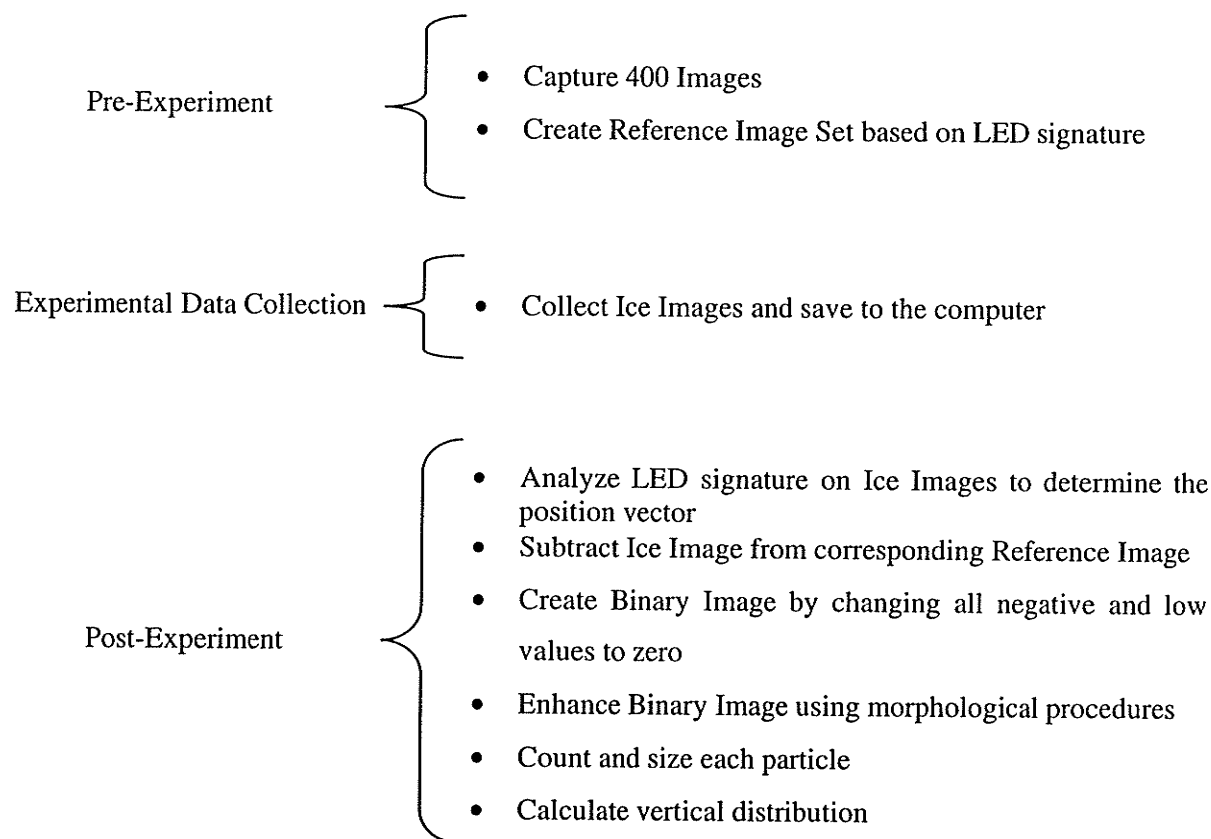 Pre-Experiment
• Capture 400 Images
• Create Reference Image Set based on LED signature
Experimental Data Collection
• Collect Ice Images and save to the computer
Post-Experiment
• Analyze LED signature on Ice Images to determine the
position vector
• Subtract Ice Image from corresponding Reference Image
• Create Binary Image by changing all negative and low
values to zero
• Enhance Binary Image using morphological procedures
• Count and size each particle
• Calculate vertical distribution